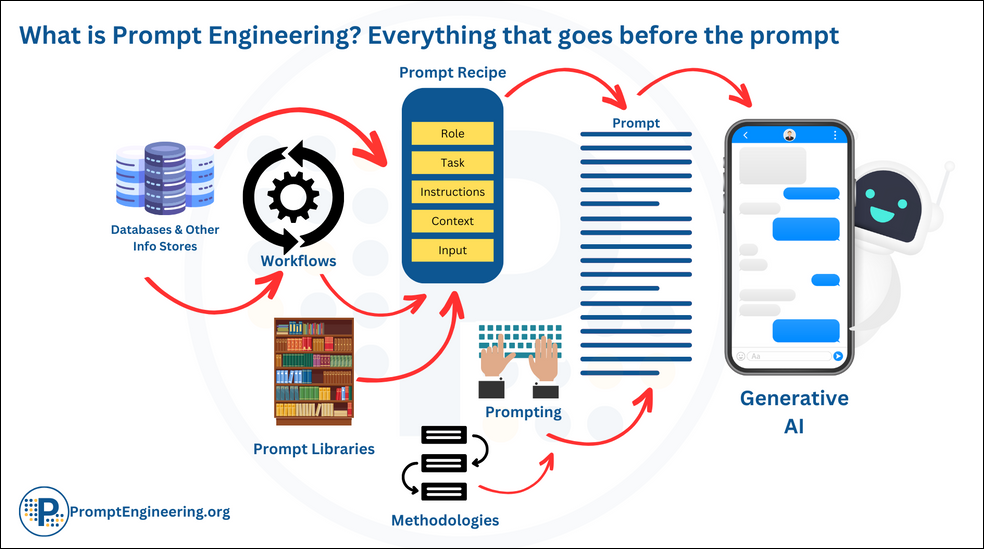 What is Prompt Engineering? Everything that goes before the prompt
Prompt Recipe
Role
Task
Instructions
Context
Input
Prompt
Databases & Other
Info Stores
Workflows
Prompt Libraries
Prompting
Methodologies
Aa
Generative
AI
P
PromptEngineering.org